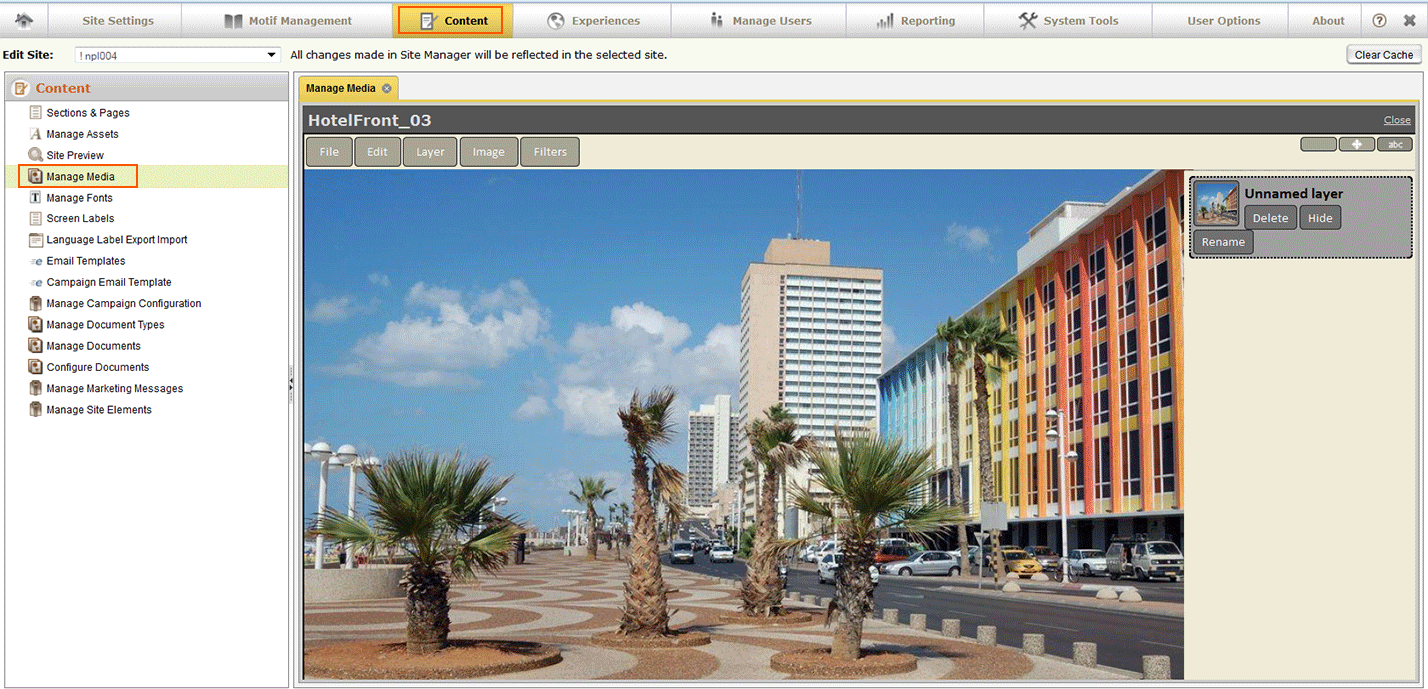 Site Settings Motif Management Content Experiences Manage Users Reporting System Tools User Options About
Edit Site: ! npl004 All changes made in Site Manager will be reflected in the selected site. Clear Cache
Content
Sections & Pages
Manage Assets
Site Preview
Manage Media
Manage Fonts
Screen Labels
Language Label Export Import
Email Templates
Campaign Email Template
Manage Campaign Configuration
Manage Document Types
Manage Documents
Configure Documents
Manage Marketing Messages
Manage Site Elements
Manage Media
HotelFront_03 Close
File Edit Layer Image Filters abc
Unnamed layer
Delete Hide
Rename